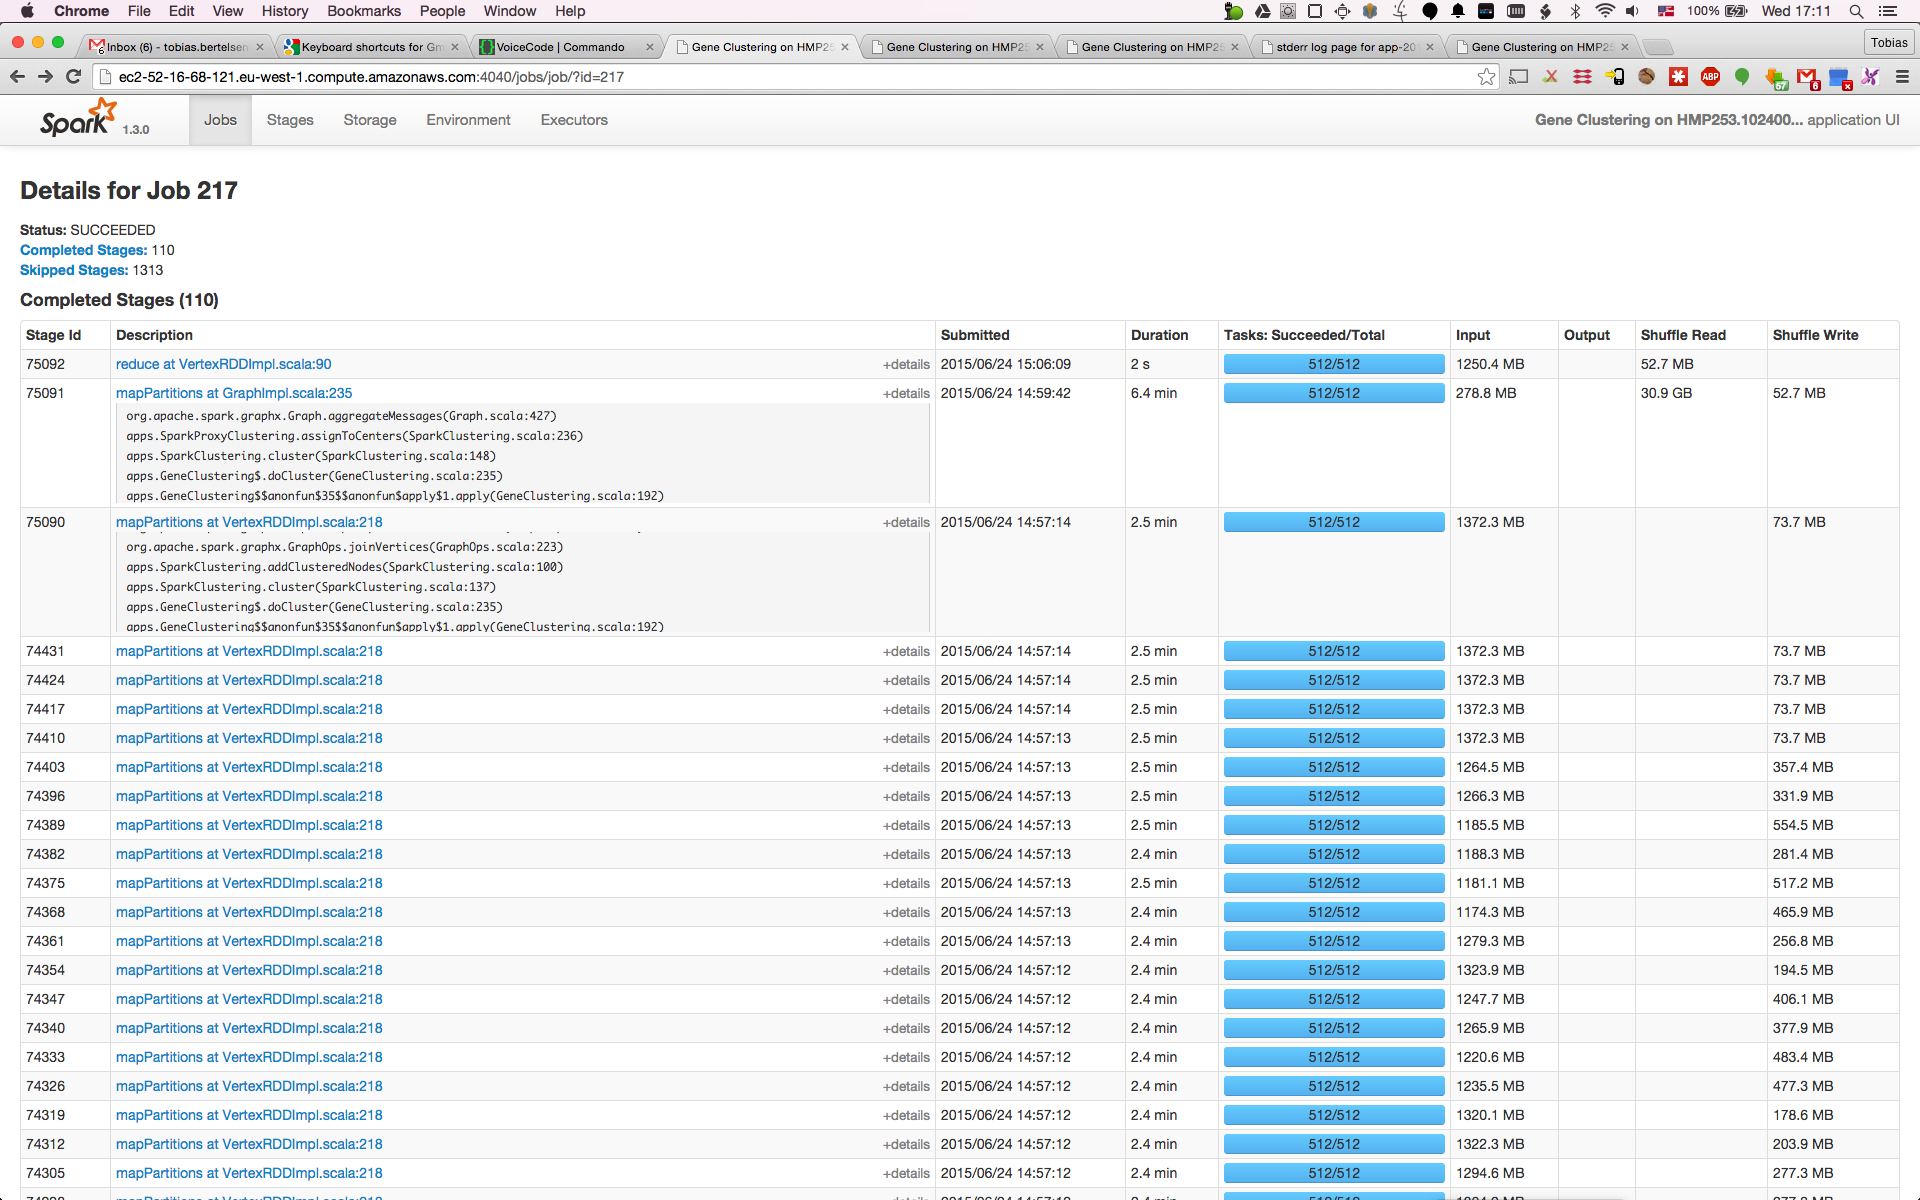 Chrome File Edit View History Bookmarks People Window Help 100% Wed 17:11
Inbox (6) - tobias.bertelsen Keyboard shortcuts for Gm VoiceCode | Commando Gene Clustering on HMP25 Gene Clustering on HMP25 Gene Clustering on HMP25 stderr log page for app-20 Gene Clustering on HMP25 Tobias
ec2-52-16-68-121.eu-west-1.compute.amazonaws.com:4040/jobs/job/?id=217 ABP 67 6 x
Spark 1.3.0 Jobs Stages Storage Environment Executors Gene Clustering on HMP253.102400... application UI
Details for Job 217
Status: SUCCEEDED
Completed Stages: 110
Skipped Stages: 1313
Completed Stages (110)
Stage Id Description Submitted Duration Tasks: Succeeded/Total Input Output Shuffle Read Shuffle Write
75092 reduce at VertexRDDImpl.scala:90 +details 2015/06/24 15:06:09 2 s 512/512 1250.4 MB 52.7 MB
75091 mapPartitions at GraphImpl.scala:235 +details 2015/06/24 14:59:42 6.4 min 512/512 278.8 MB 30.9 GB 52.7 MB
org.apache.spark.graphx.Graph.aggregateMessages(Graph.scala:427)
apps.SparkProxyClustering.assignToCenters(SparkClustering.scala:236)
apps.SparkClustering.cluster(SparkClustering.scala:148)
apps.GeneClustering$.doCluster(GeneClustering.scala:235)
apps.GeneClustering$$anonfun$35$$anonfun$apply$1.apply(GeneClustering.scala:192)
75090 mapPartitions at VertexRDDImpl.scala:218 +details 2015/06/24 14:57:14 2.5 min 512/512 1372.3 MB 73.7 MB
org.apache.spark.graphx.GraphOps.joinVertices(GraphOps.scala:223)
apps.SparkClustering.addClusteredNodes(SparkClustering.scala:100)
apps.SparkClustering.cluster(SparkClustering.scala:137)
apps.GeneClustering$.doCluster(GeneClustering.scala:235)
apps.GeneClustering$$anonfun$35$$anonfun$apply$1.apply(GeneClustering.scala:192)
74431 mapPartitions at VertexRDDImpl.scala:218 +details 2015/06/24 14:57:14 2.5 min 512/512 1372.3 MB 73.7 MB
74424 mapPartitions at VertexRDDImpl.scala:218 +details 2015/06/24 14:57:14 2.5 min 512/512 1372.3 MB 73.7 MB
74417 mapPartitions at VertexRDDImpl.scala:218 +details 2015/06/24 14:57:14 2.5 min 512/512 1372.3 MB 73.7 MB
74410 mapPartitions at VertexRDDImpl.scala:218 +details 2015/06/24 14:57:13 2.5 min 512/512 1372.3 MB 73.7 MB
74403 mapPartitions at VertexRDDImpl.scala:218 +details 2015/06/24 14:57:13 2.5 min 512/512 1264.5 MB 357.4 MB
74396 mapPartitions at VertexRDDImpl.scala:218 +details 2015/06/24 14:57:13 2.5 min 512/512 1266.3 MB 331.9 MB
74389 mapPartitions at VertexRDDImpl.scala:218 +details 2015/06/24 14:57:13 2.5 min 512/512 1185.5 MB 554.5 MB
74382 mapPartitions at VertexRDDImpl.scala:218 +details 2015/06/24 14:57:13 2.4 min 512/512 1188.3 MB 281.4 MB
74375 mapPartitions at VertexRDDImpl.scala:218 +details 2015/06/24 14:57:13 2.5 min 512/512 1181.1 MB 517.2 MB
74368 mapPartitions at VertexRDDImpl.scala:218 +details 2015/06/24 14:57:13 2.4 min 512/512 1174.3 MB 465.9 MB
74361 mapPartitions at VertexRDDImpl.scala:218 +details 2015/06/24 14:57:13 2.4 min 512/512 1279.3 MB 256.8 MB
74354 mapPartitions at VertexRDDImpl.scala:218 +details 2015/06/24 14:57:12 2.4 min 512/512 1323.9 MB 194.5 MB
74347 mapPartitions at VertexRDDImpl.scala:218 +details 2015/06/24 14:57:12 2.4 min 512/512 1247.7 MB 406.1 MB
74340 mapPartitions at VertexRDDImpl.scala:218 +details 2015/06/24 14:57:12 2.4 min 512/512 1265.9 MB 377.9 MB
74333 mapPartitions at VertexRDDImpl.scala:218 +details 2015/06/24 14:57:12 2.4 min 512/512 1220.6 MB 483.4 MB
74326 mapPartitions at VertexRDDImpl.scala:218 +details 2015/06/24 14:57:12 2.4 min 512/512 1235.5 MB 477.3 MB
74319 mapPartitions at VertexRDDImpl.scala:218 +details 2015/06/24 14:57:12 2.4 min 512/512 1320.1 MB 178.6 MB
74312 mapPartitions at VertexRDDImpl.scala:218 +details 2015/06/24 14:57:12 2.4 min 512/512 1322.3 MB 203.9 MB
74305 mapPartitions at VertexRDDImpl.scala:218 +details 2015/06/24 14:57:12 2.4 min 512/512 1294.6 MB 277.3 MB